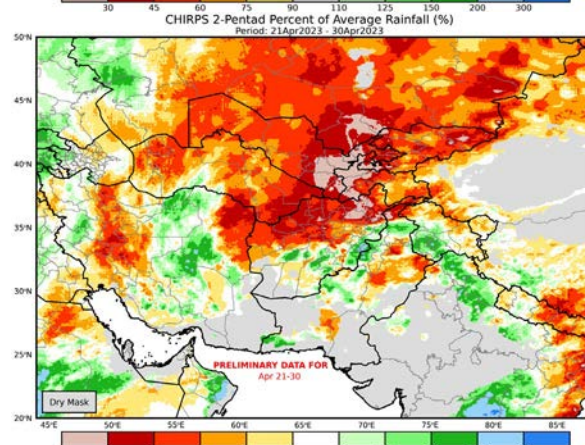 30 45 60 75 90 110 125 150 200 300
CHIRPS 2-Pentad Percent of Average Rainfall (%)
Period: 21Apr2023 - 30Apr2023
50°N
45°N
40°N
35°N
30°N
25°N
20°N
PRELIMINARY DATA FOR
Apr 21-30
Dry Mask
45°E 50°E 55°E 60°E 65°E 70°E 75°E 80°E 85°E